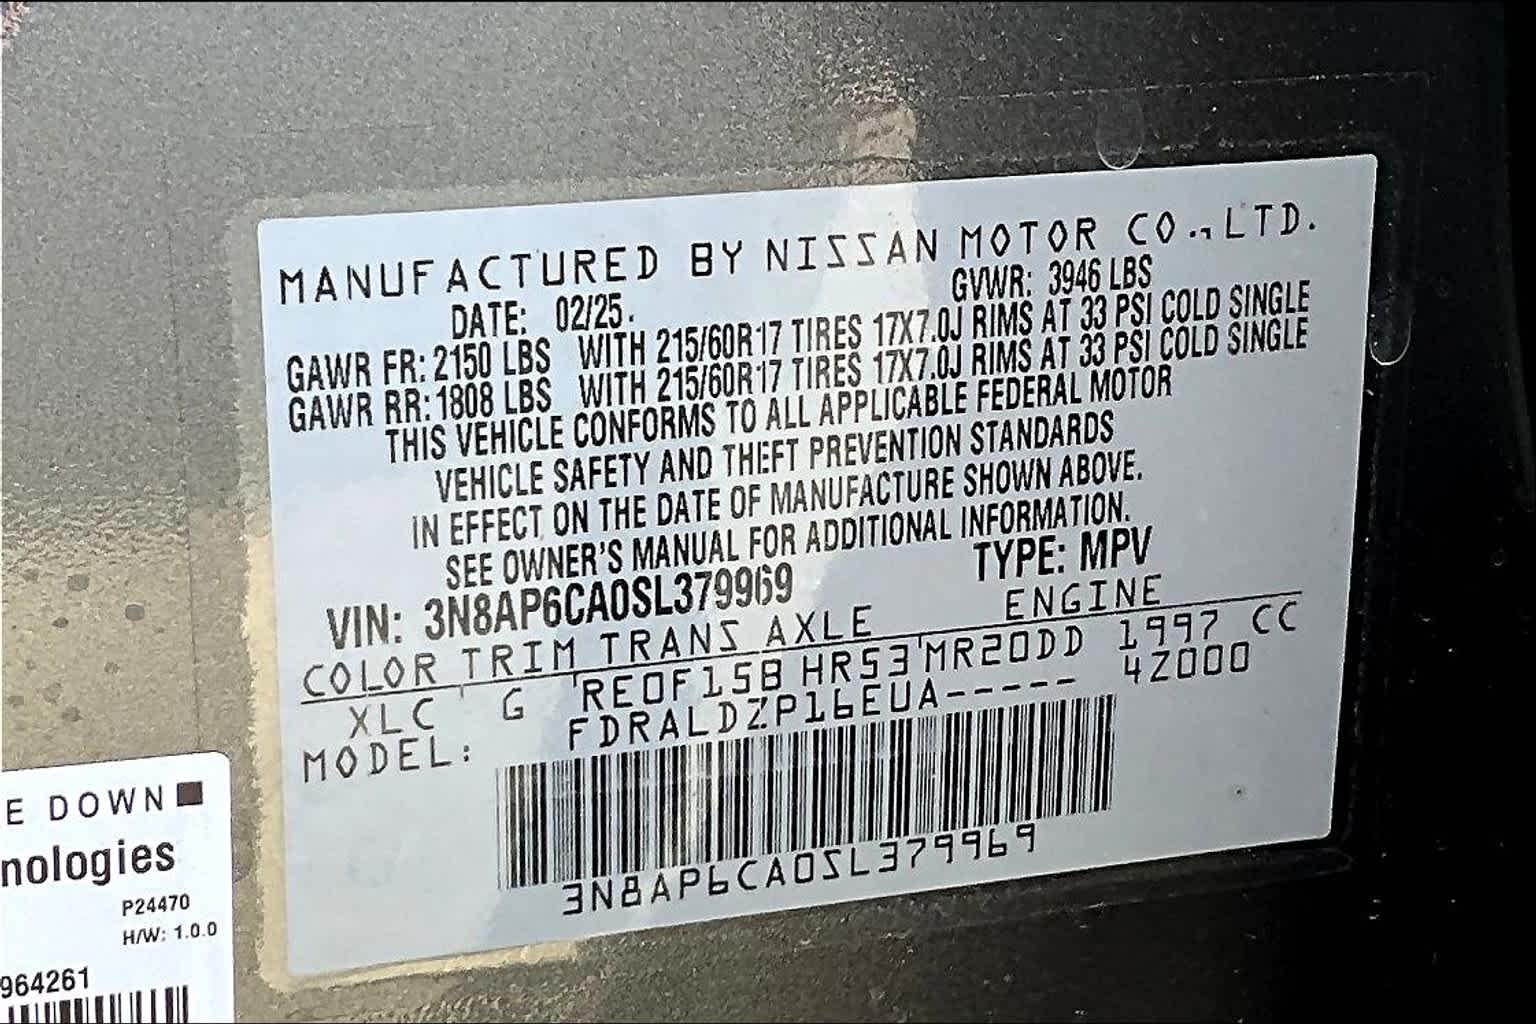 MANUFACTURED BY NISSAN MOTOR CO.,LTD.
DATE: 02/25. GVWR: 3946 LBS
GAWR FR: 2150 LBS WITH 215/60R17 TIRES 17X7.0J RIMS AT 33 PSI COLD SINGLE
GAWR RR: 1808 LBS WITH 215/60R17 TIRES 17X7.0J RIMS AT 33 PSI COLD SINGLE
THIS VEHICLE CONFORMS TO ALL APPLICABLE FEDERAL MOTOR
VEHICLE SAFETY AND THEFT PREVENTION STANDARDS
IN EFFECT ON THE DATE OF MANUFACTURE SHOWN ABOVE.
SEE OWNER'S MANUAL FOR ADDITIONAL INFORMATION.
VIN: 3N8AP6CA0SL379969 TYPE: MPV
COLOR TRIM TRANS AXLE ENGINE
XLC G RE0F15B HR53 MR20DD 1997 CC
MODEL: FDRALDZP16EUA----- 4Z000
3N8AP6CA0SL379969
E DOWN
nologies
P24470
H/W: 1.0.0
964261